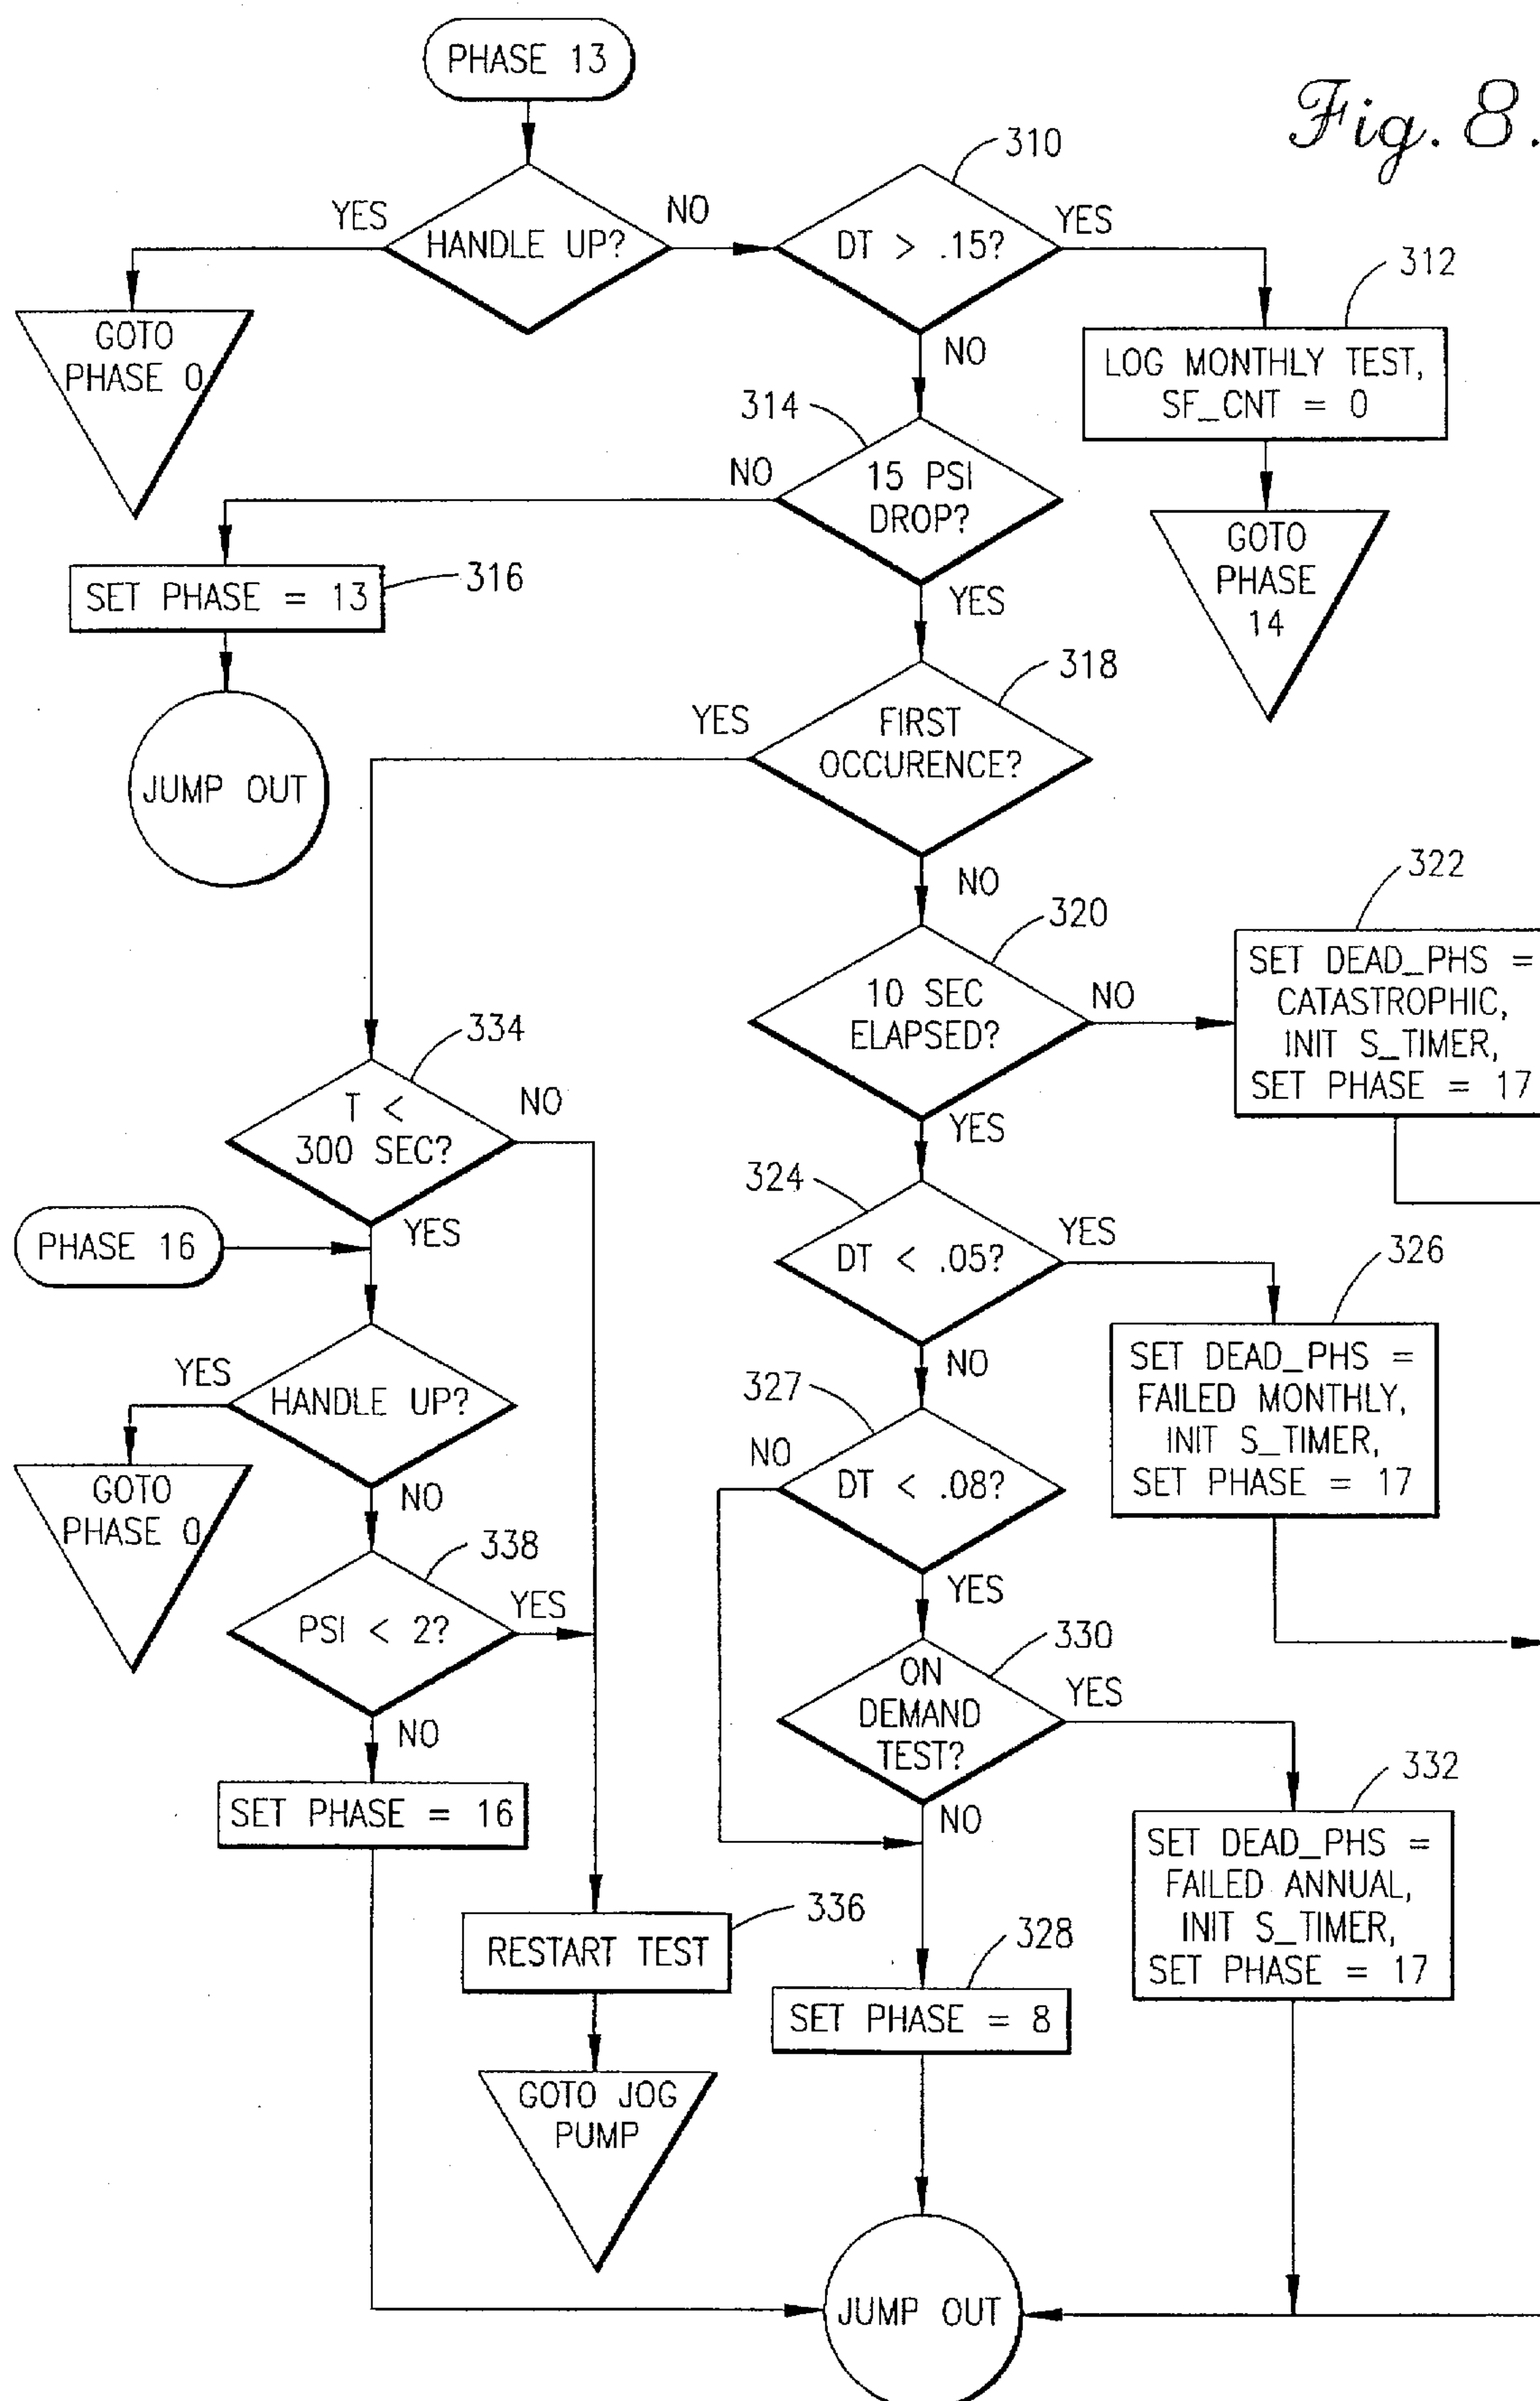 PHASE 13
Fig. 8.
310
YES
HANDLE UP?
NO
DT > .15?
YES
312
GOTO
PHASE 0
NO
LOG MONTHLY TEST,
SF_CNT = 0
314
NO
15 PSI
DROP?
GOTO
PHASE
14
SET PHASE = 13
316
YES
318
YES
FIRST
OCCURENCE?
JUMP OUT
NO
320
322
10 SEC
ELAPSED?
NO
SET DEAD_PHS =
CATASTROPHIC,
INIT S_TIMER,
SET PHASE = 17
334
T <
300 SEC?
NO
YES
324
PHASE 16
YES
DT < .05?
YES
326
YES
HANDLE UP?
NO
327
SET DEAD_PHS =
FAILED MONTHLY,
INIT S_TIMER,
SET PHASE = 17
GOTO
PHASE 0
NO
NO
DT < .08?
338
PSI < 2?
YES
YES
330
ON
DEMAND
TEST?
YES
NO
332
SET PHASE = 16
NO
SET DEAD_PHS =
FAILED ANNUAL,
INIT S_TIMER,
SET PHASE = 17
336
RESTART TEST
328
SET PHASE = 8
GOTO JOG
PUMP
JUMP OUT